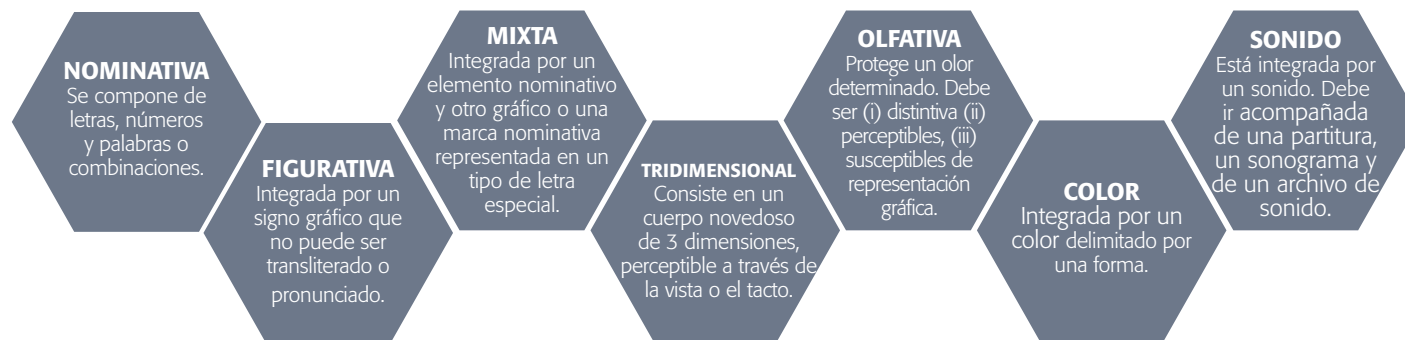 NOMINATIVA
Se compone de
letras, números
y palabras o
combinaciones.
FIGURATIVA
Integrada por un
signo gráfico que
no puede ser
transliterado o
pronunciado.
MIXTA
Integrada por un
elemento nominativo
y otro gráfico o una
marca nominativa
representada en un
tipo de letra
especial.
TRIDIMENSIONAL
Consiste en un
cuerpo novedoso
de 3 dimensiones,
perceptible a través de
la vista o el tacto.
OLFATIVA
Protege un olor
determinado. Debe
ser (i) distintiva (ii)
perceptibles, (iii)
susceptibles de
representación
gráfica.
COLOR
Integrada por un
color delimitado por
una forma.
SONIDO
Está integrada por
un sonido. Debe
ir acompañada
de una partitura,
un sonograma y
de un archivo de
sonido.